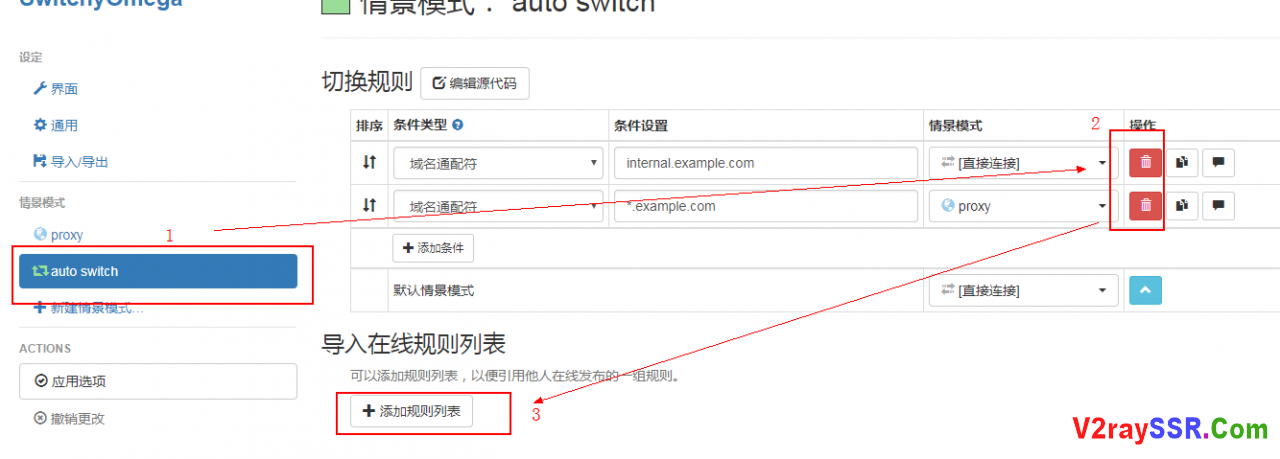 SwitchyOmega
情景模式： auto switch
设定
界面
通用
导入/导出
情景模式
proxy
auto switch
新建情景模式…
ACTIONS
应用选项
撤销更改
切换规则 编辑源代码
排序 条件类型 条件设置 情景模式 操作
域名通配符 internal.example.com [直接连接]
域名通配符 *.example.com proxy
添加条件
默认情景模式 [直接连接]
导入在线规则列表
可以添加规则列表，以便引用他人在线发布的一组规则。
添加规则列表
1
2
3
V2raySSR.Com